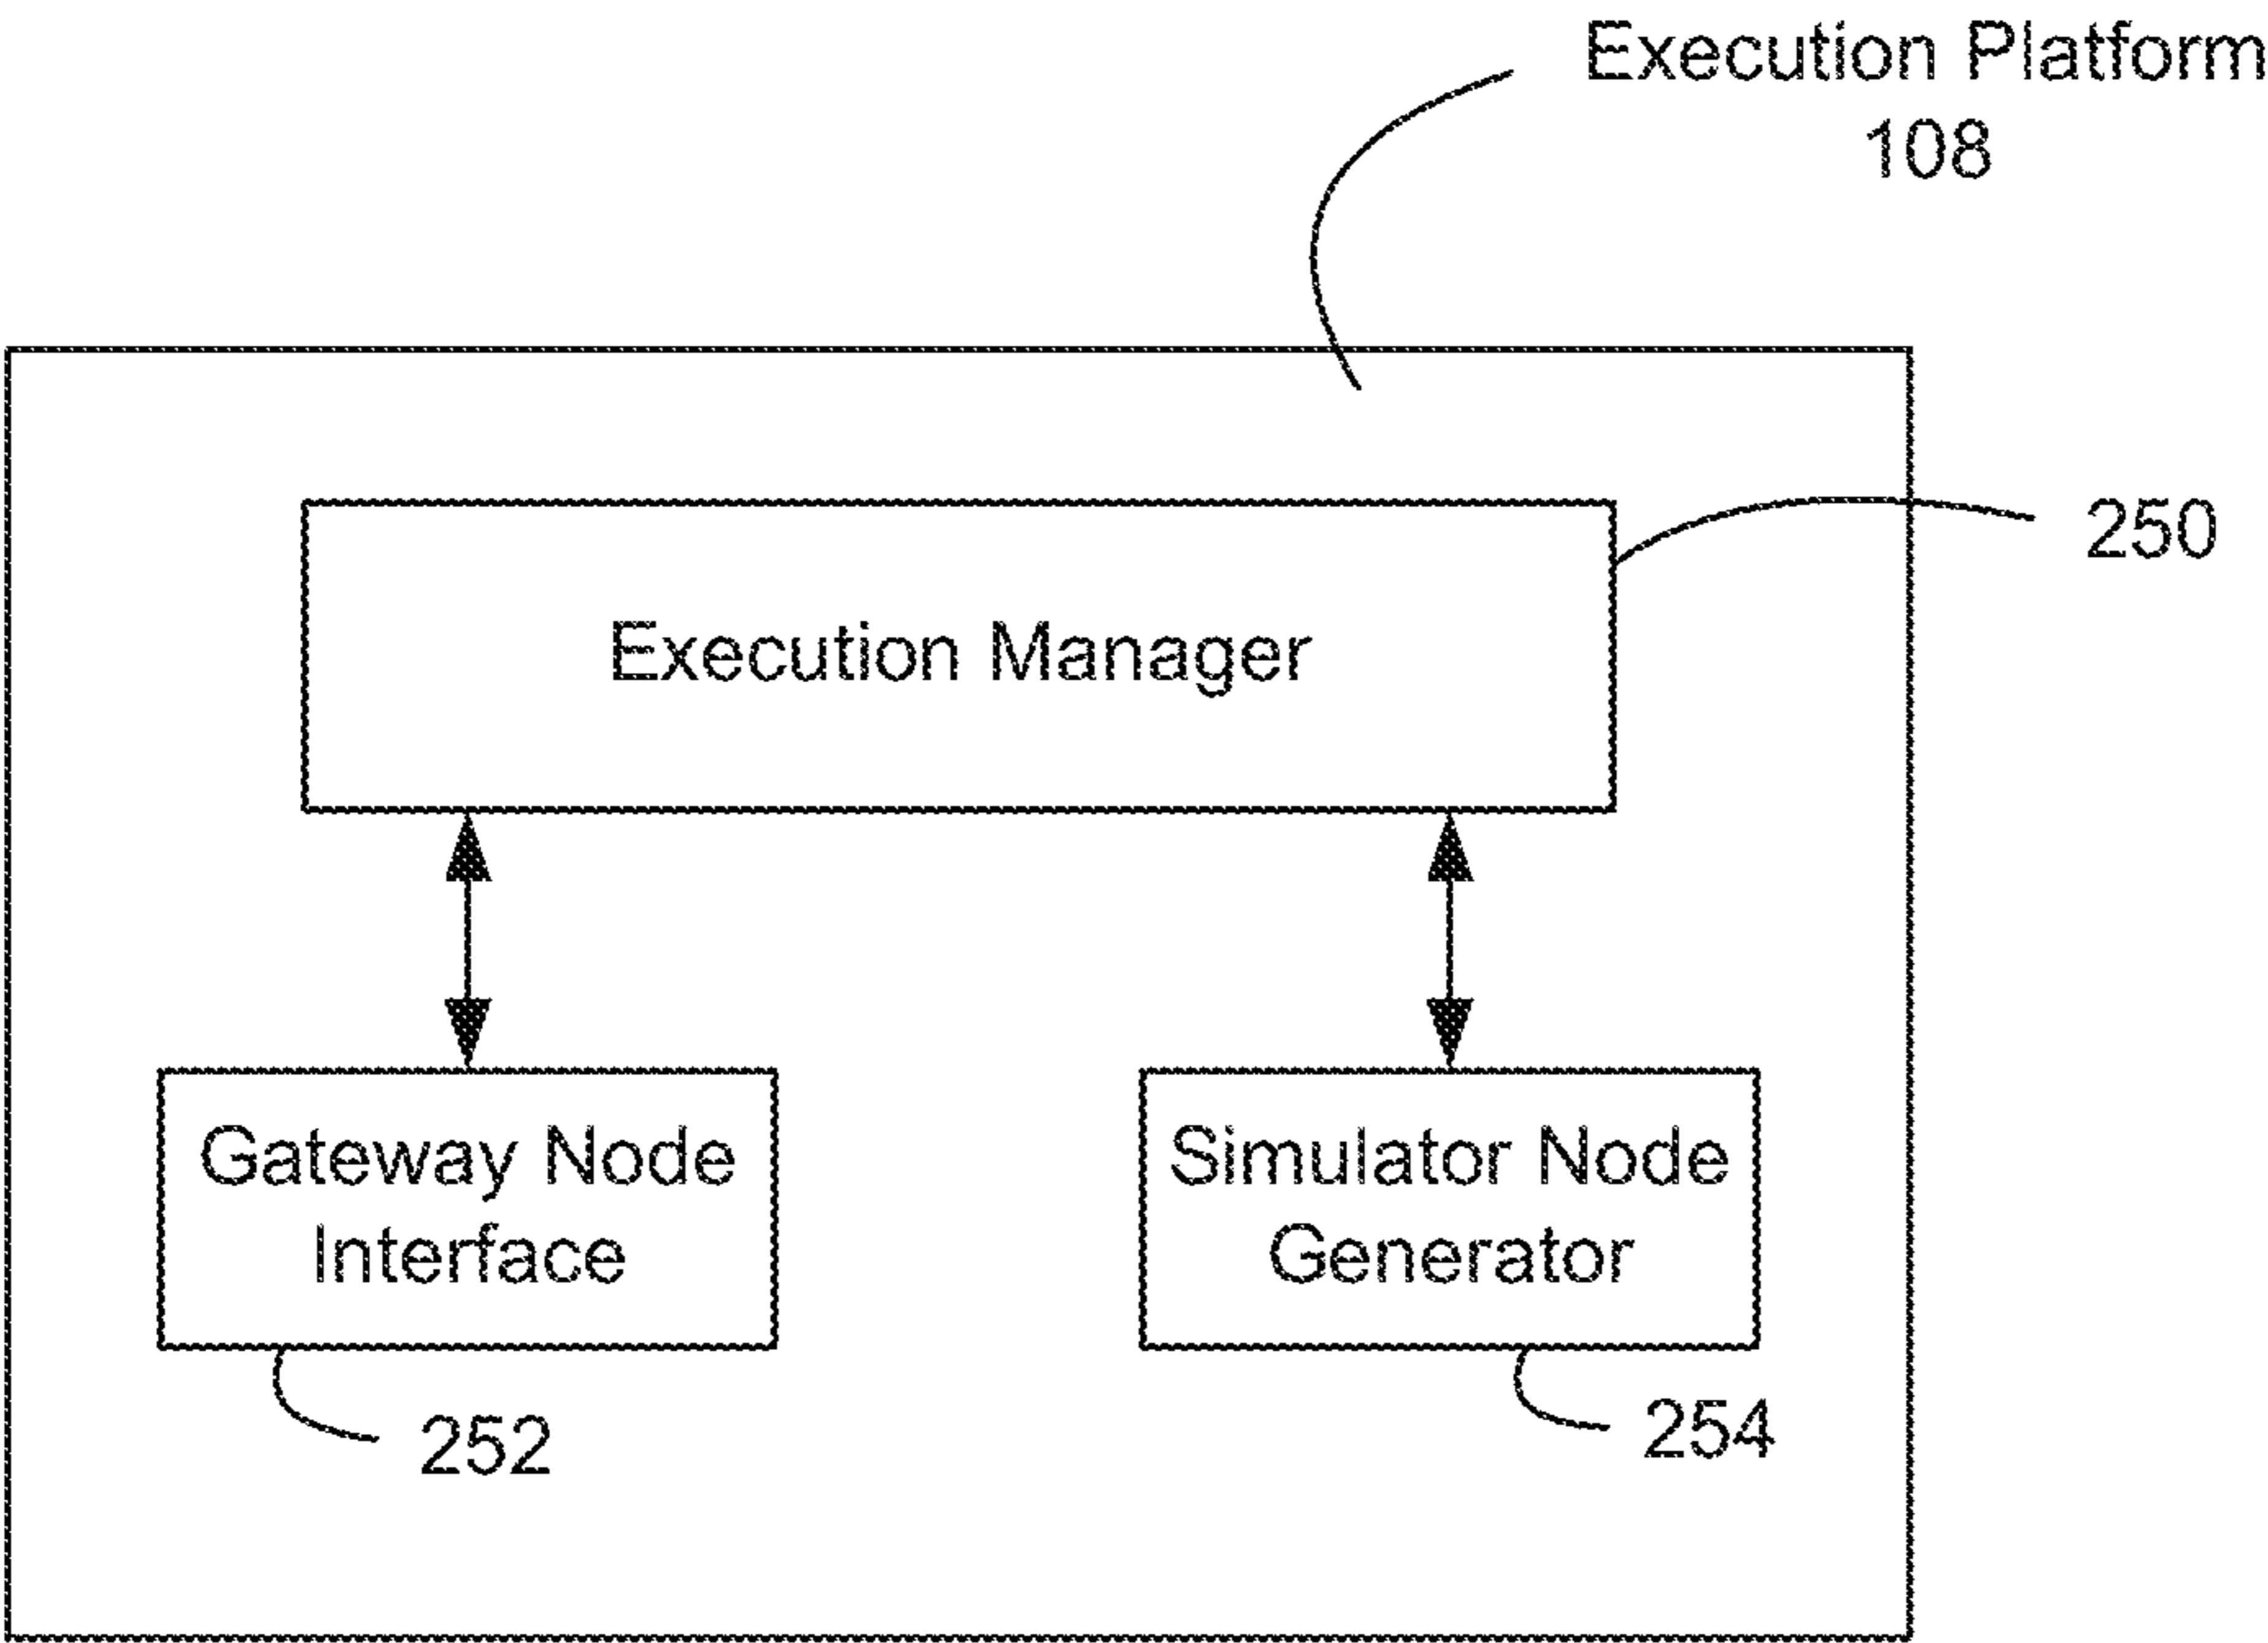 Execution Platform
108
250
Execution Manager
Gateway Node
Interface
Simulator Node
Generator
252
254